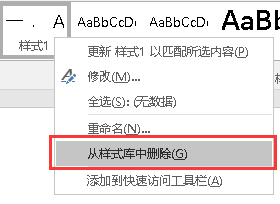 一 . A AaBbCcDc AaBbCcDc AaBb
样式1
更新 样式1 以匹配所选内容(P)
修改(M)...
全选(S): (无数据)
重命名(N)...
从样式库中删除(G)
添加到快速访问工具栏(A)